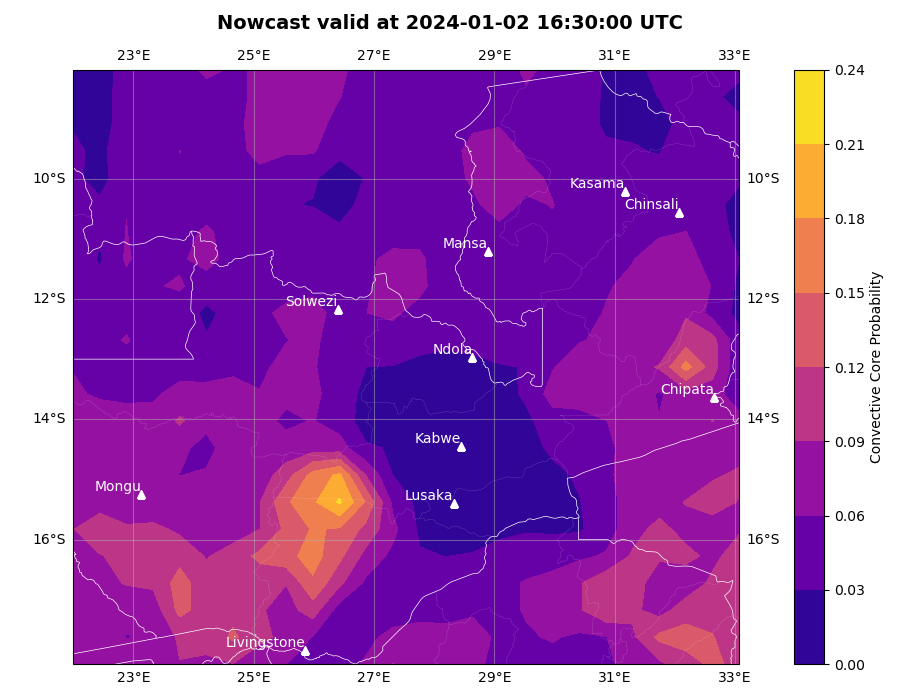 Nowcast valid at 2024-01-02 16:30:00 UTC
23°E 25°E 27°E 29°E 31°E 33°E
0.24
0.21
10°S 10°S
Kasama
Chinsali
0.18
Mansa
0.15
12°S 12°S
Solwezi
Ndola
0.12
Chipata
Convective Core Probability
14°S 14°S
Kabwe
0.09
Mongu
Lusaka
0.06
16°S 16°S
0.03
Livingstone
0.00
23°E 25°E 27°E 29°E 31°E 33°E